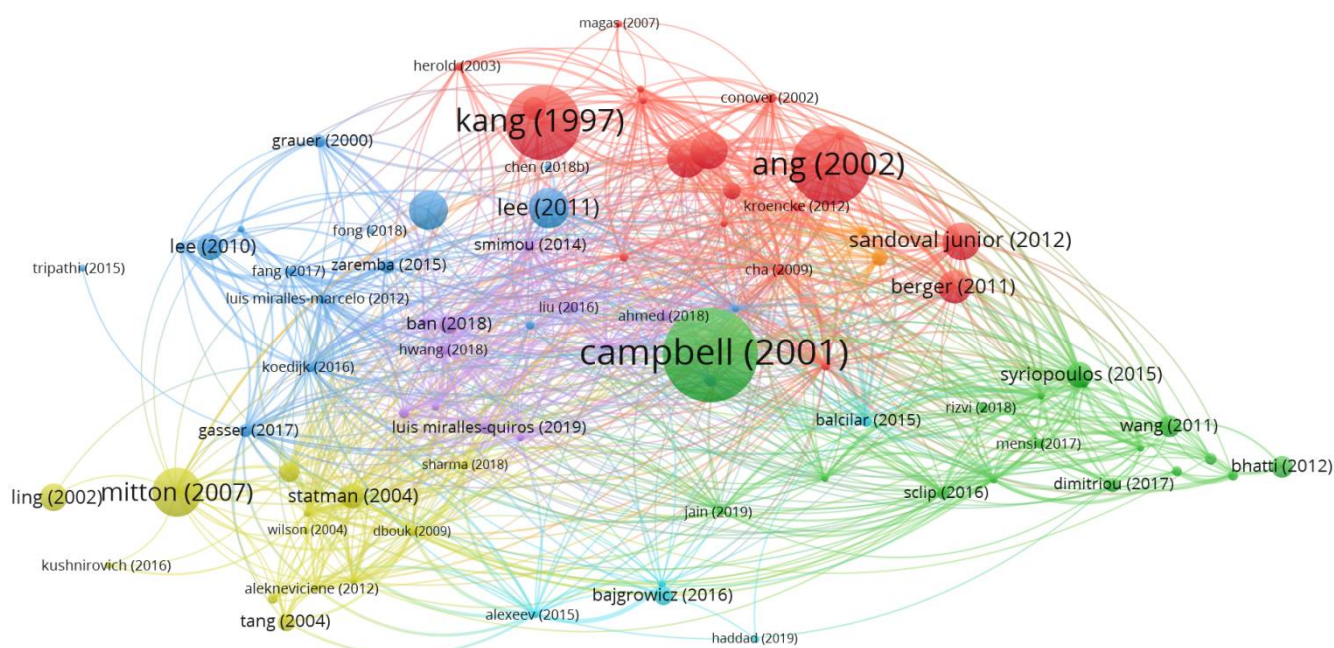 magas (2007)
herold (2003)
conover (2002)
kang (1997)
grauer (2000)
ang (2002)
chen (2018b)
lee (2011)
kroencke (2012)
fong (2018)
lee (2010)
smimou (2014)
sandoval junior (2012)
tripathi (2015)
fang (2017)
zaremba (2015)
cha (2009)
berger (2011)
luis miralles-marcelo (2012)
liu (2016)
ahmed (2018)
ban (2018)
hwang (2018)
campbell (2001)
koedijk (2016)
syriopoulos (2015)
rizvi (2018)
balcilar (2015)
wang (2011)
luis miralles-quiros (2019)
gasser (2017)
mensi (2017)
sharma (2018)
bhatti (2012)
dimitriou (2017)
ling (2002)
mitton (2007)
statman (2004)
sclip (2016)
jain (2019)
wilson (2004)
dbouk (2009)
kushnirovich (2016)
alekneviciene (2012)
bajgrowicz (2016)
alexeev (2015)
tang (2004)
haddad (2019)